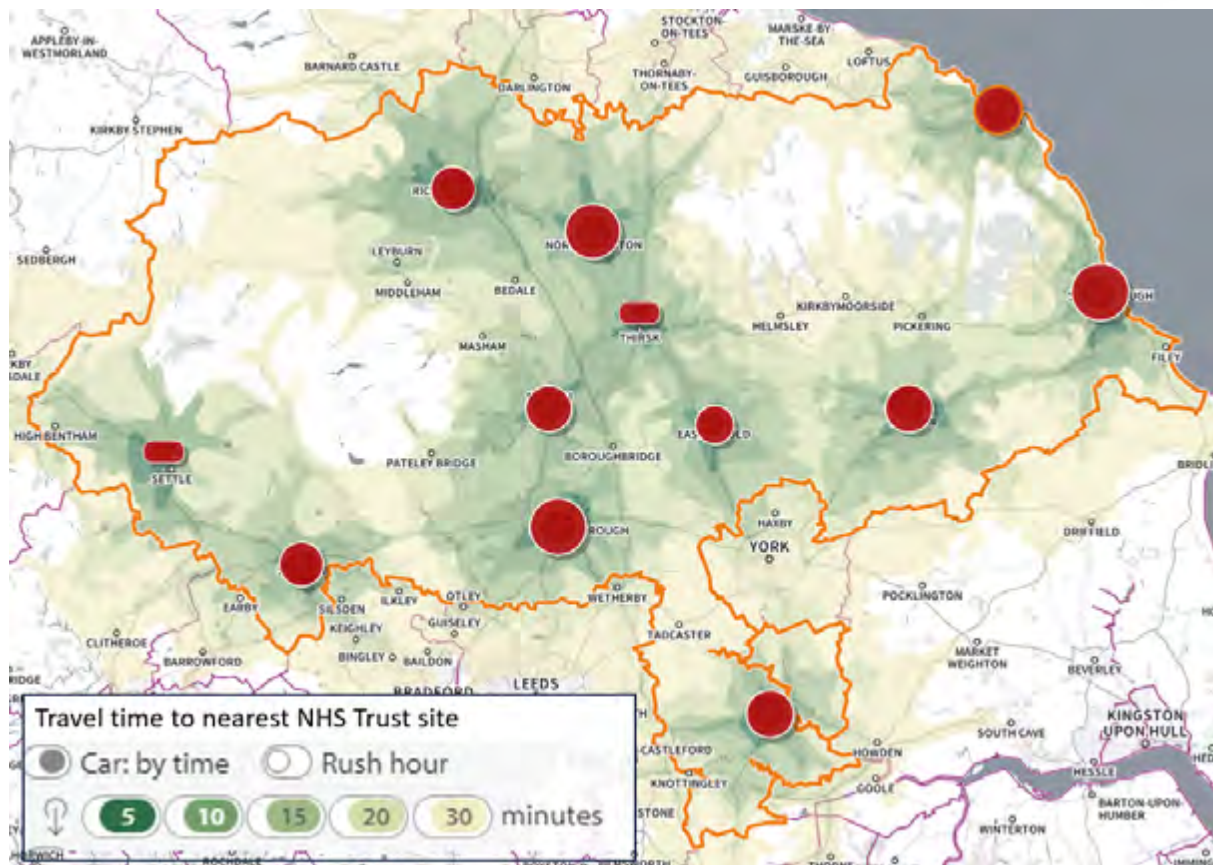 APPLEBY-IN-
WESTMORLAND
BARNARD CASTLE
STOCKTON-
ON-TEES
MARSKE-BY
THE-SEA
LOFTUS
DARLINGTON
THORNABY-
ON-TEES
GUISBOROUGH
KIRKBY STEPHEN
SEDBERGH
LEYBURN
MIDDLEHAM
BEDALE
KIRKBYMOORSIDE
HELMSLEY
PICKERING
THIRSK
MASHAM
FILEY
HIGH BENTHAM
SETTLE
PATELEY BRIDGE
BOROUGHBRIDGE
HAXBY
YORK
DRIFFIELD
EARBY
SILSDEN
ILKLEY
OTLEY
WETHERBY
POCKLINGTON
CLITHEROE
KEIGHLEY
GUISELEY
TADCASTER
BARROWFORD
BINGLEY
BAILDON
MARKET
WEIGHTON
BEVERLEY
BRADFORD
LEEDS
Travel time to nearest NHS Trust site
Car: by time
Rush hour
5
10
15
20
30
minutes
CASTLEFORD
HOWDEN
SOUTH CAVE
KINGSTON
UPON HULL
KNOTTINGLEY
GOOLE
HESSLE
BARTON-UPON-
HUMBER
WINTERTON